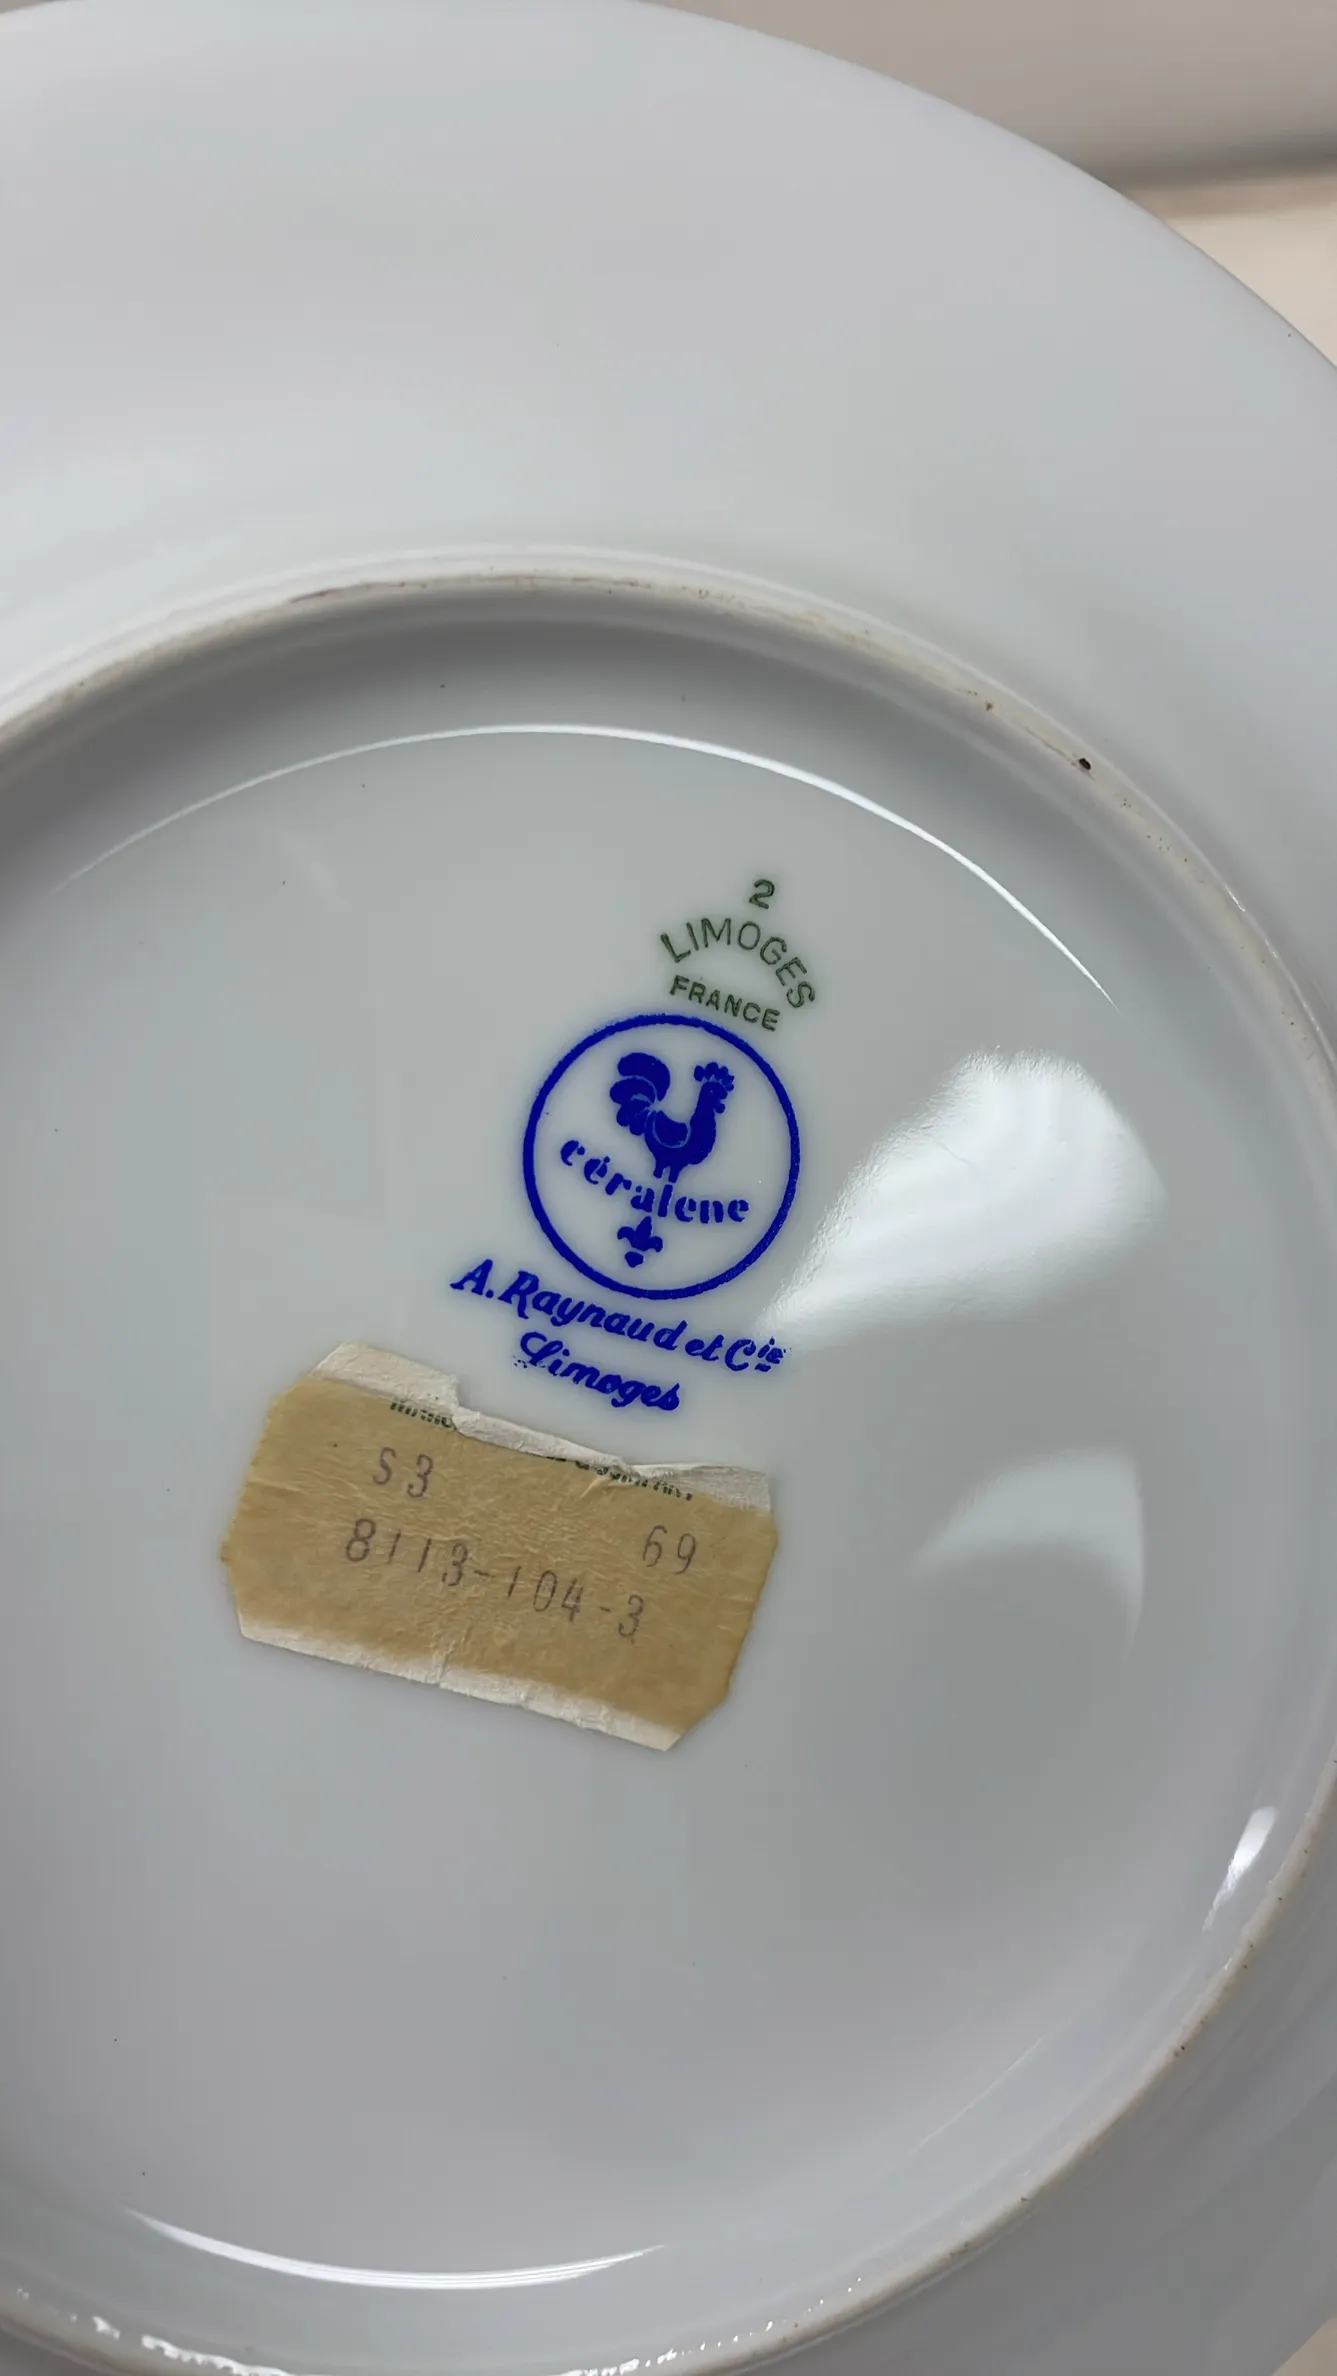 2
LIMOGES
FRANCE
céralene
A. Raynaud et Cie
Limoges
S3
69
8113-104-3